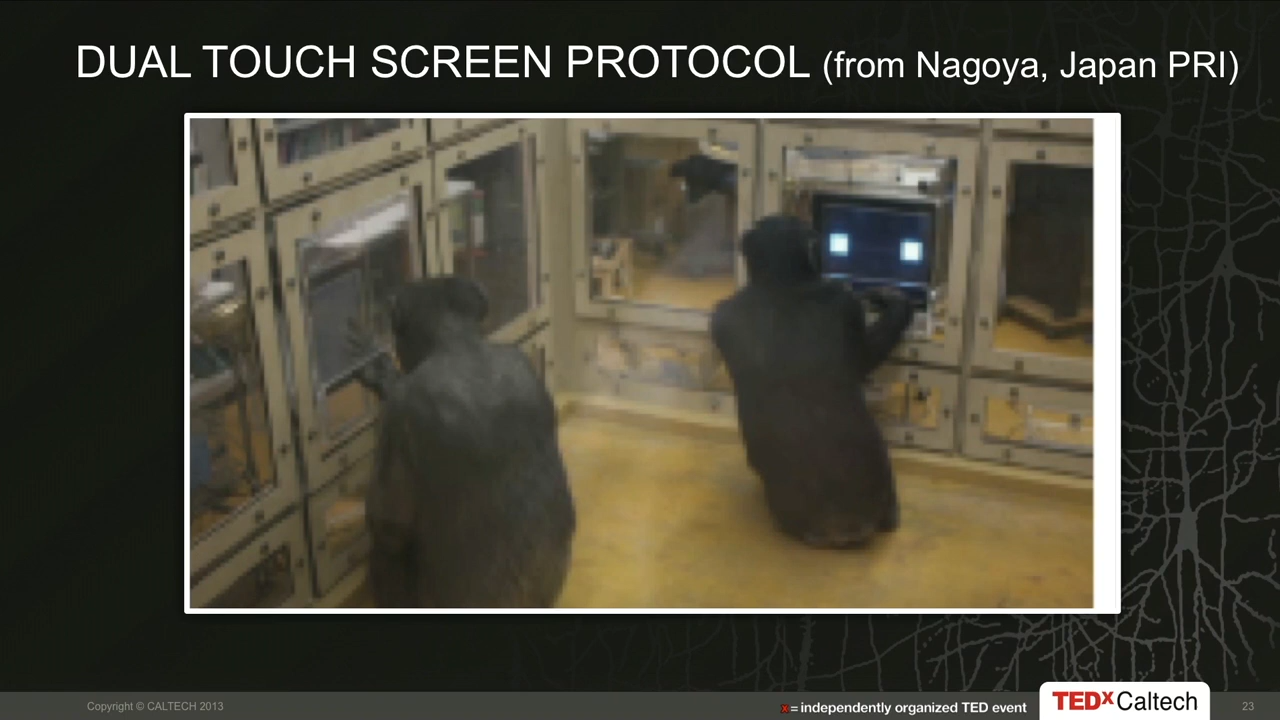 DUAL TOUCH SCREEN PROTOCOL (from Nagoya, Japan PRI)
Copyright © CALTECH 2013
x = independently organized TED event
TEDxCaltech
23